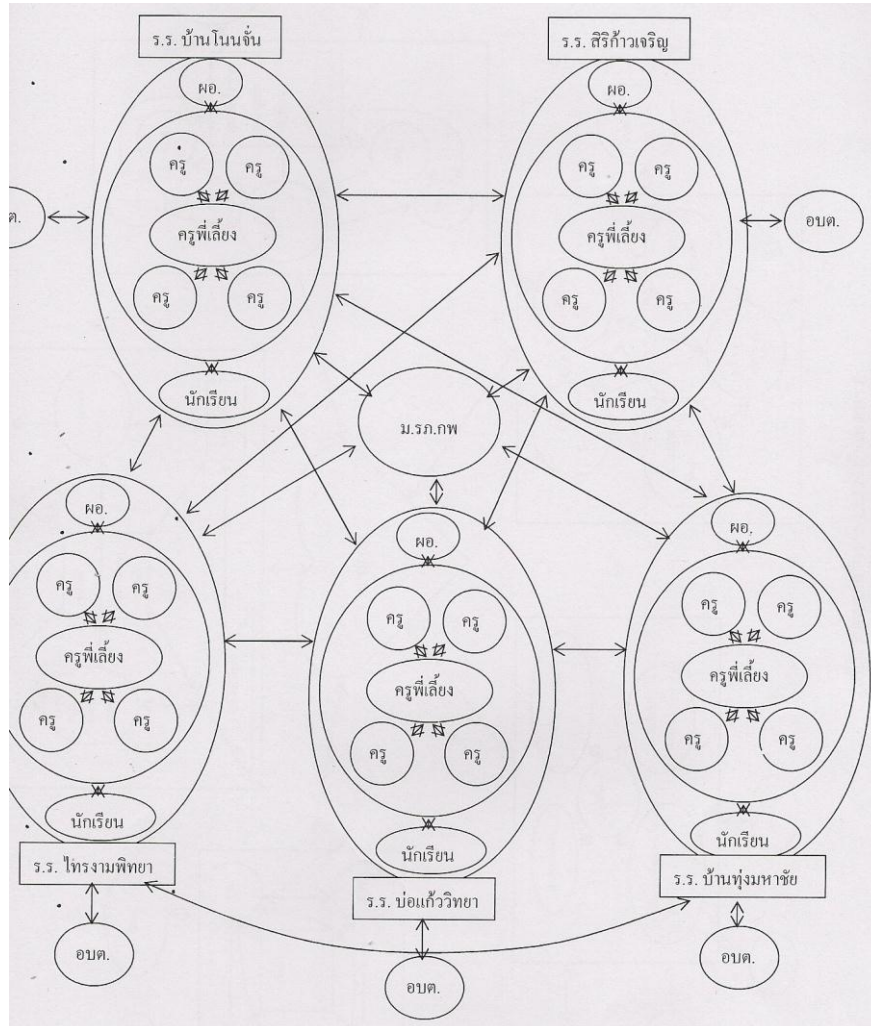 ร.ร. บ้านโนนจั่น
ร.ร. สิริก้าวเจริญ
ผอ.
ผอ.
ครู ครู
ครู ครู
ต.
ครูพี่เลี้ยง
ครูพี่เลี้ยง
อบต.
ครู ครู
ครู ครู
นักเรียน
นักเรียน
ม.รภ.กพ
ผอ.
ผอ.
ผอ.
ครู ครู
ครู ครู
ครู ครู
ครูพี่เลี้ยง
ครูพี่เลี้ยง
ครูพี่เลี้ยง
ครู ครู
ครู ครู
ครู ครู
นักเรียน
นักเรียน
นักเรียน
ร.ร. ไทรงามพิทยา
ร.ร. บ่อแก้ววิทยา
ร.ร. บ้านทุ่งมหาชัย
อบต.
อบต.
อบต.